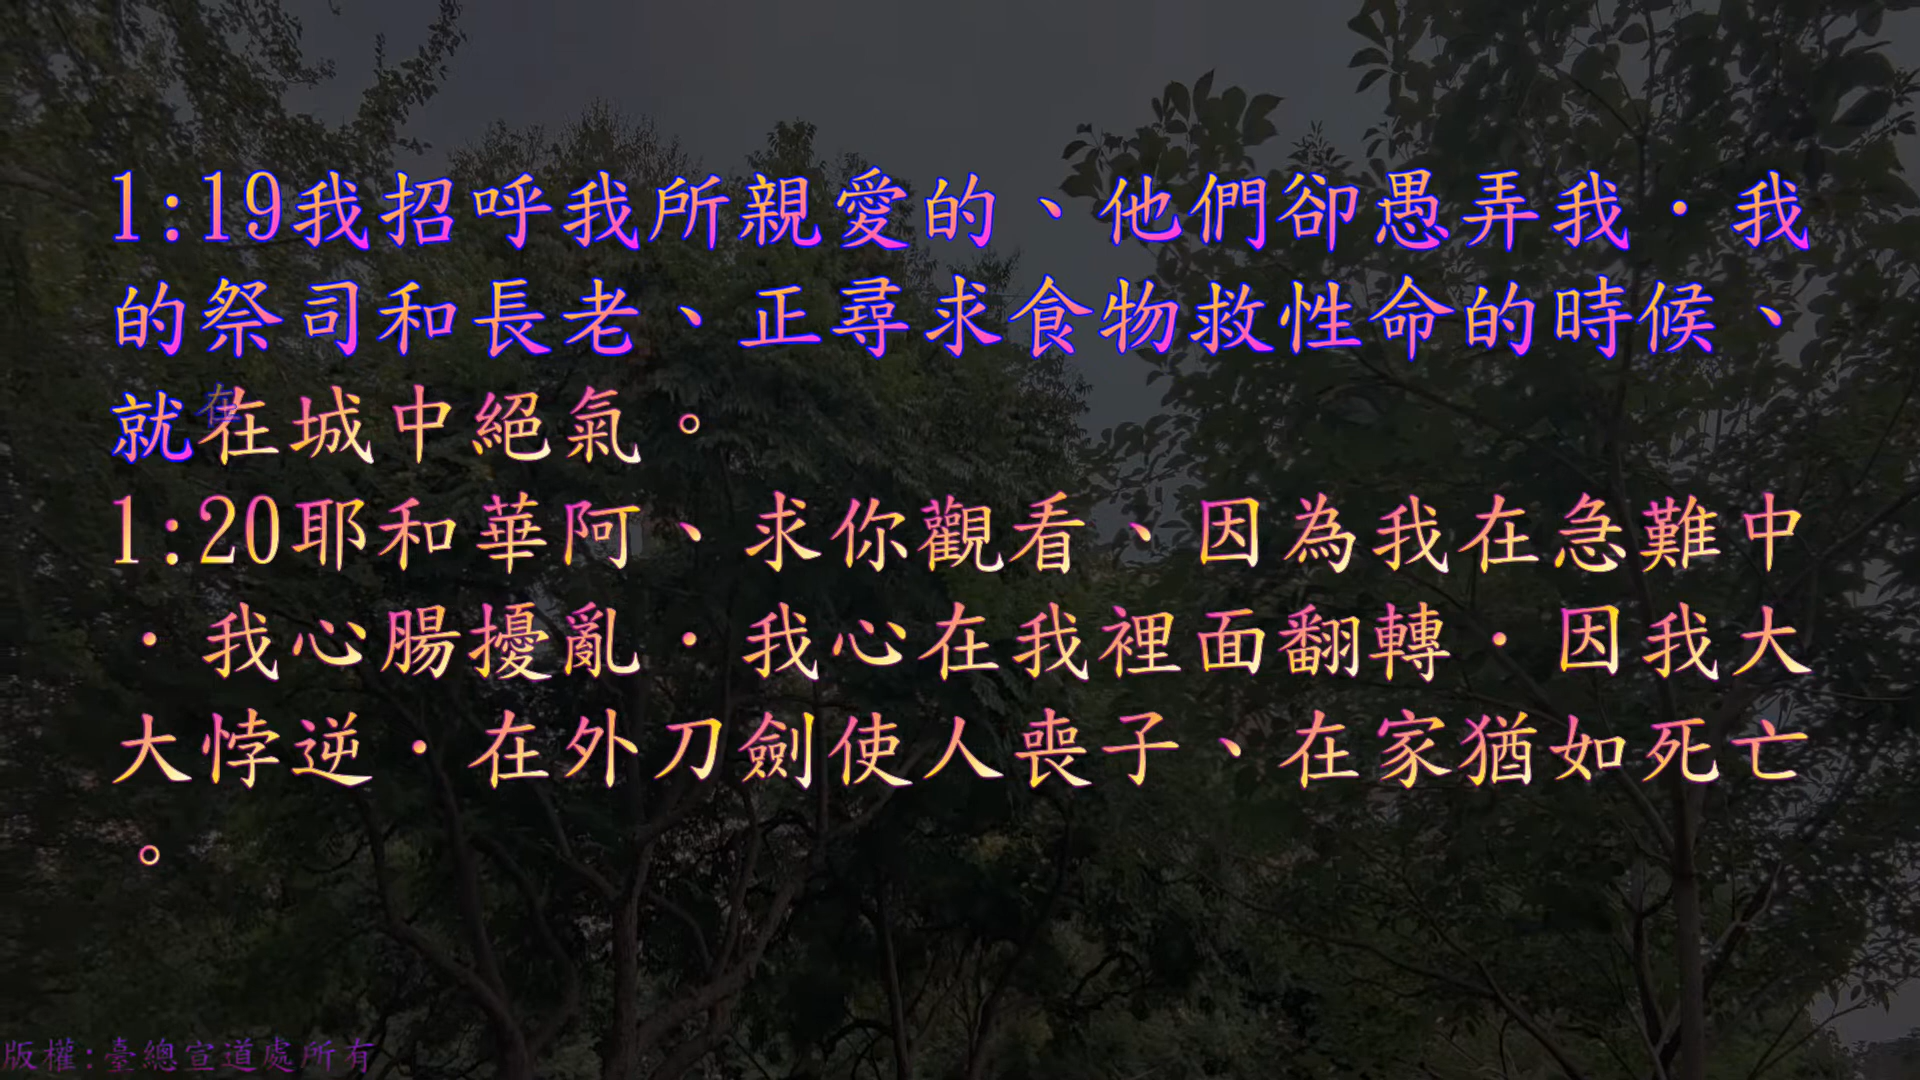 1:19我招呼我所親愛的、他們卻愚弄我．我
的祭司和長老、正尋求食物救性命的時候、
就在城中絕氣。
1:20耶和華阿、求你觀看、因為我在急難中
．我心腸擾亂．我心在我裡面翻轉．因我大
大悖逆．在外刀劍使人喪子、在家猶如死亡
。
版權:臺總宣道處所有